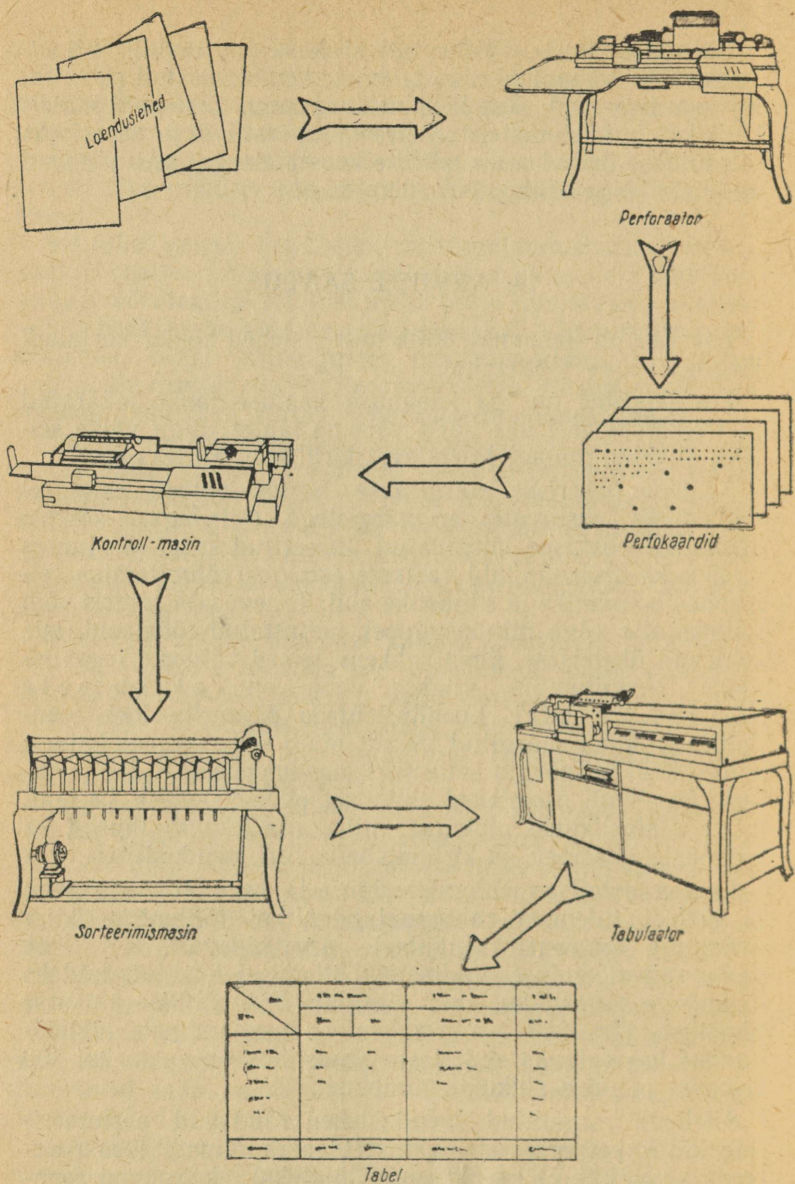 Loenduslehed
Perforaator
Perfokaardid
Kontroll-masin
Sorteerimismasin
Tabulaator
Tabel